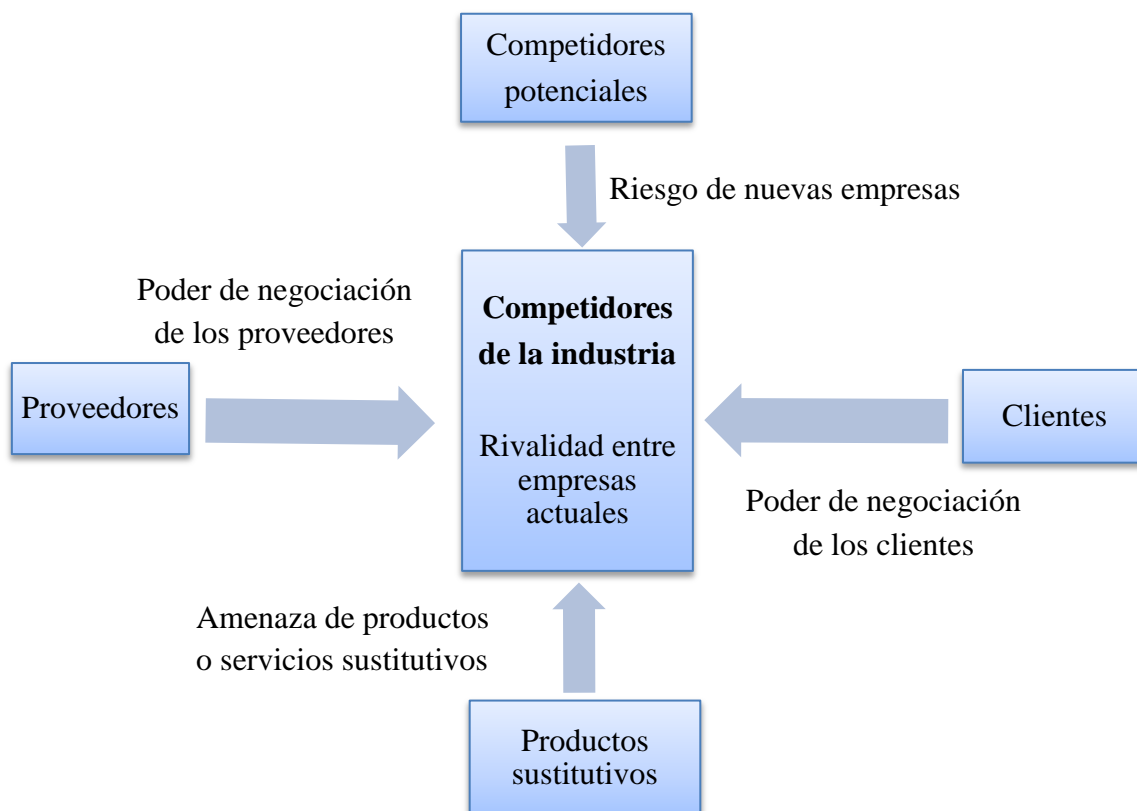 Competidores
potenciales
Riesgo de nuevas empresas
Poder de negociación
de los proveedores
Competidores
de la industria
Proveedores
Clientes
Rivalidad entre
empresas
actuales
Poder de negociación
de los clientes
Amenaza de productos
o servicios sustitutivos
Productos
sustitutivos